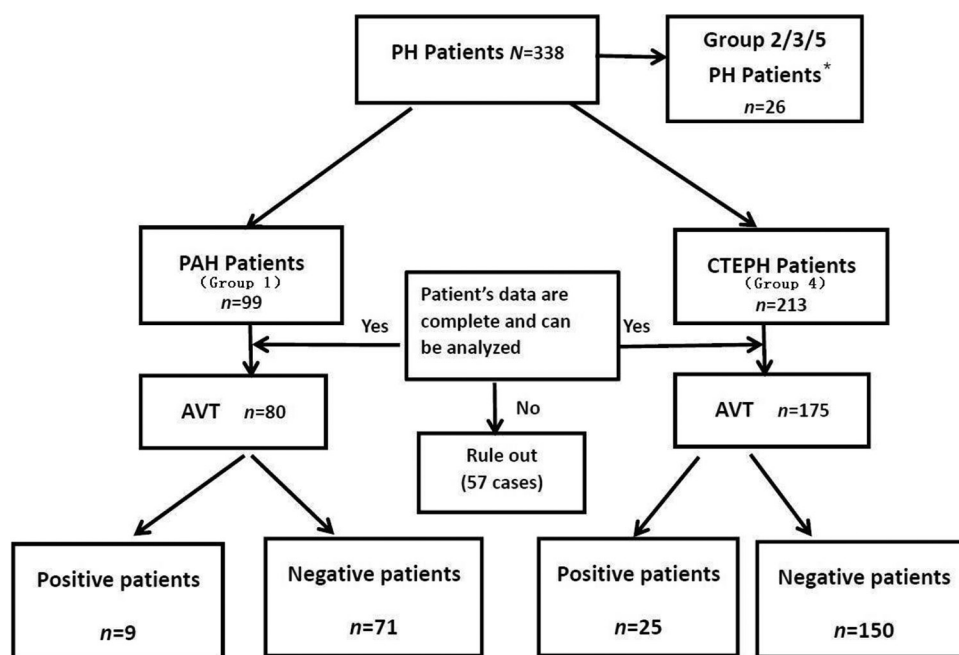 PH Patients N=338
Group 2/3/5
PH Patients*
n=26
PAH Patients
(Group 1)
n=99
CTEPH Patients
(Group 4)
n=213
Patient's data are
complete and can
be analyzed
Yes
Yes
No
AVT n=80
AVT n=175
Rule out
(57 cases)
Positive patients
n=9
Negative patients
n=71
Positive patients
n=25
Negative patients
n=150